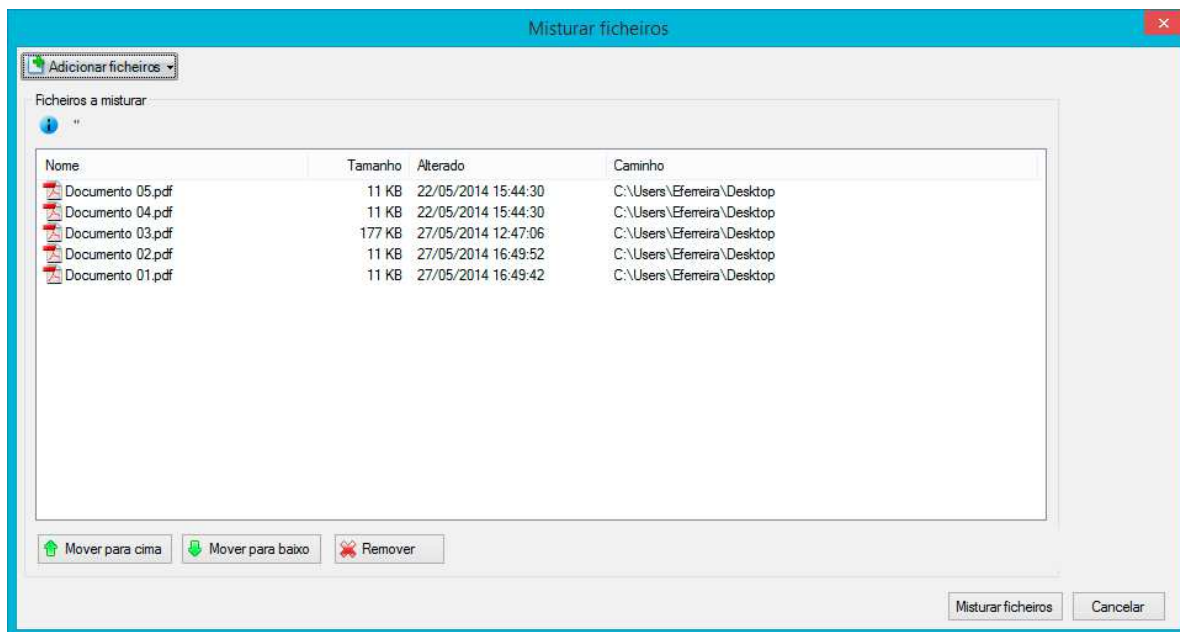 Misturar ficheiros
Adicionar ficheiros
Ficheiros a misturar
"
Nome Tamanho Alterado Caminho
Documento 05.pdf 11 KB 22/05/2014 15:44:30 C:\Users\Eferreira\Desktop
Documento 04.pdf 11 KB 22/05/2014 15:44:30 C:\Users\Eferreira\Desktop
Documento 03.pdf 177 KB 27/05/2014 12:47:06 C:\Users\Eferreira\Desktop
Documento 02.pdf 11 KB 27/05/2014 16:49:52 C:\Users\Eferreira\Desktop
Documento 01.pdf 11 KB 27/05/2014 16:49:42 C:\Users\Eferreira\Desktop
Mover para cima Mover para baixo Remover
Misturar ficheiros Cancelar